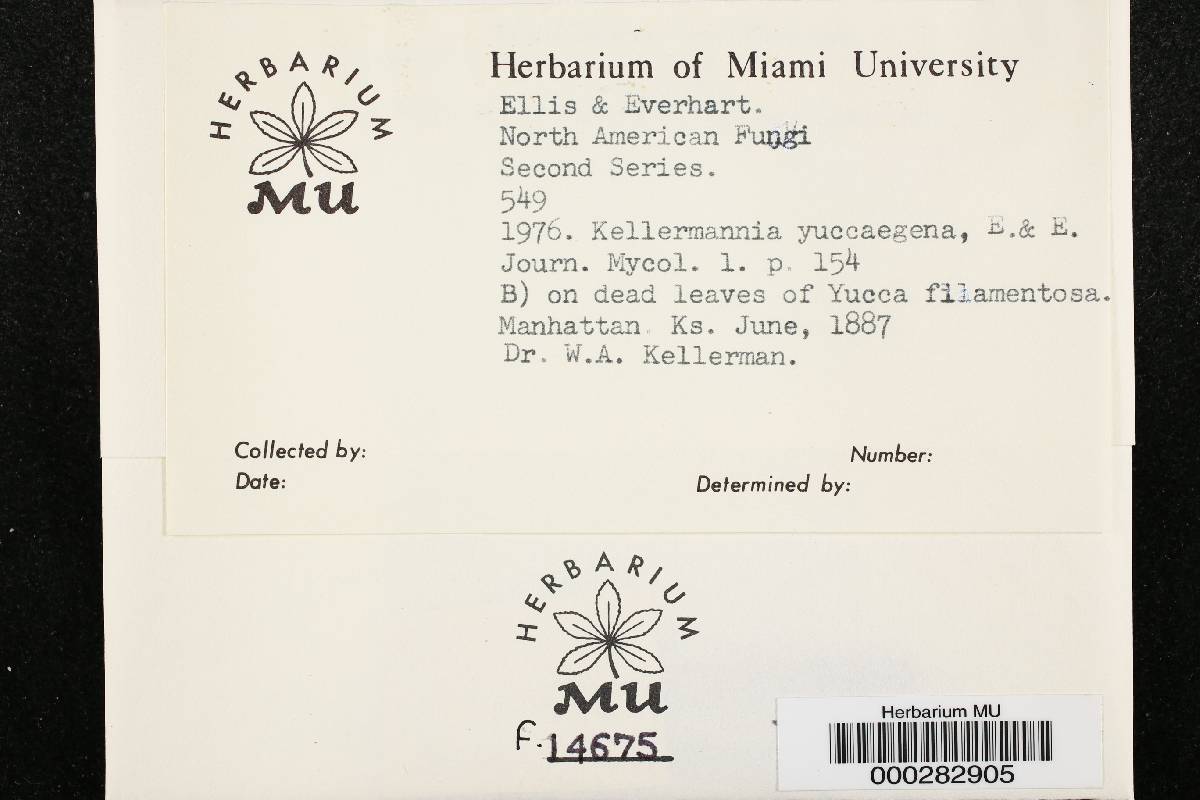 HERBARIUM
MU
Herbarium of Miami University
Ellis & Everhart.
North American Fungi
Second Series.
549
1976. Kellermannia yuccaegena, E.& E.
Journ. Mycol. 1. p. 154
B) on dead leaves of Yucca filamentosa.
Manhattan. Ks. June, 1887
Dr. W.A. Kellerman.
Collected by:
Number:
Date:
Determined by:
HERBARIUM
MU
F.14675
Herbarium MU
000282905